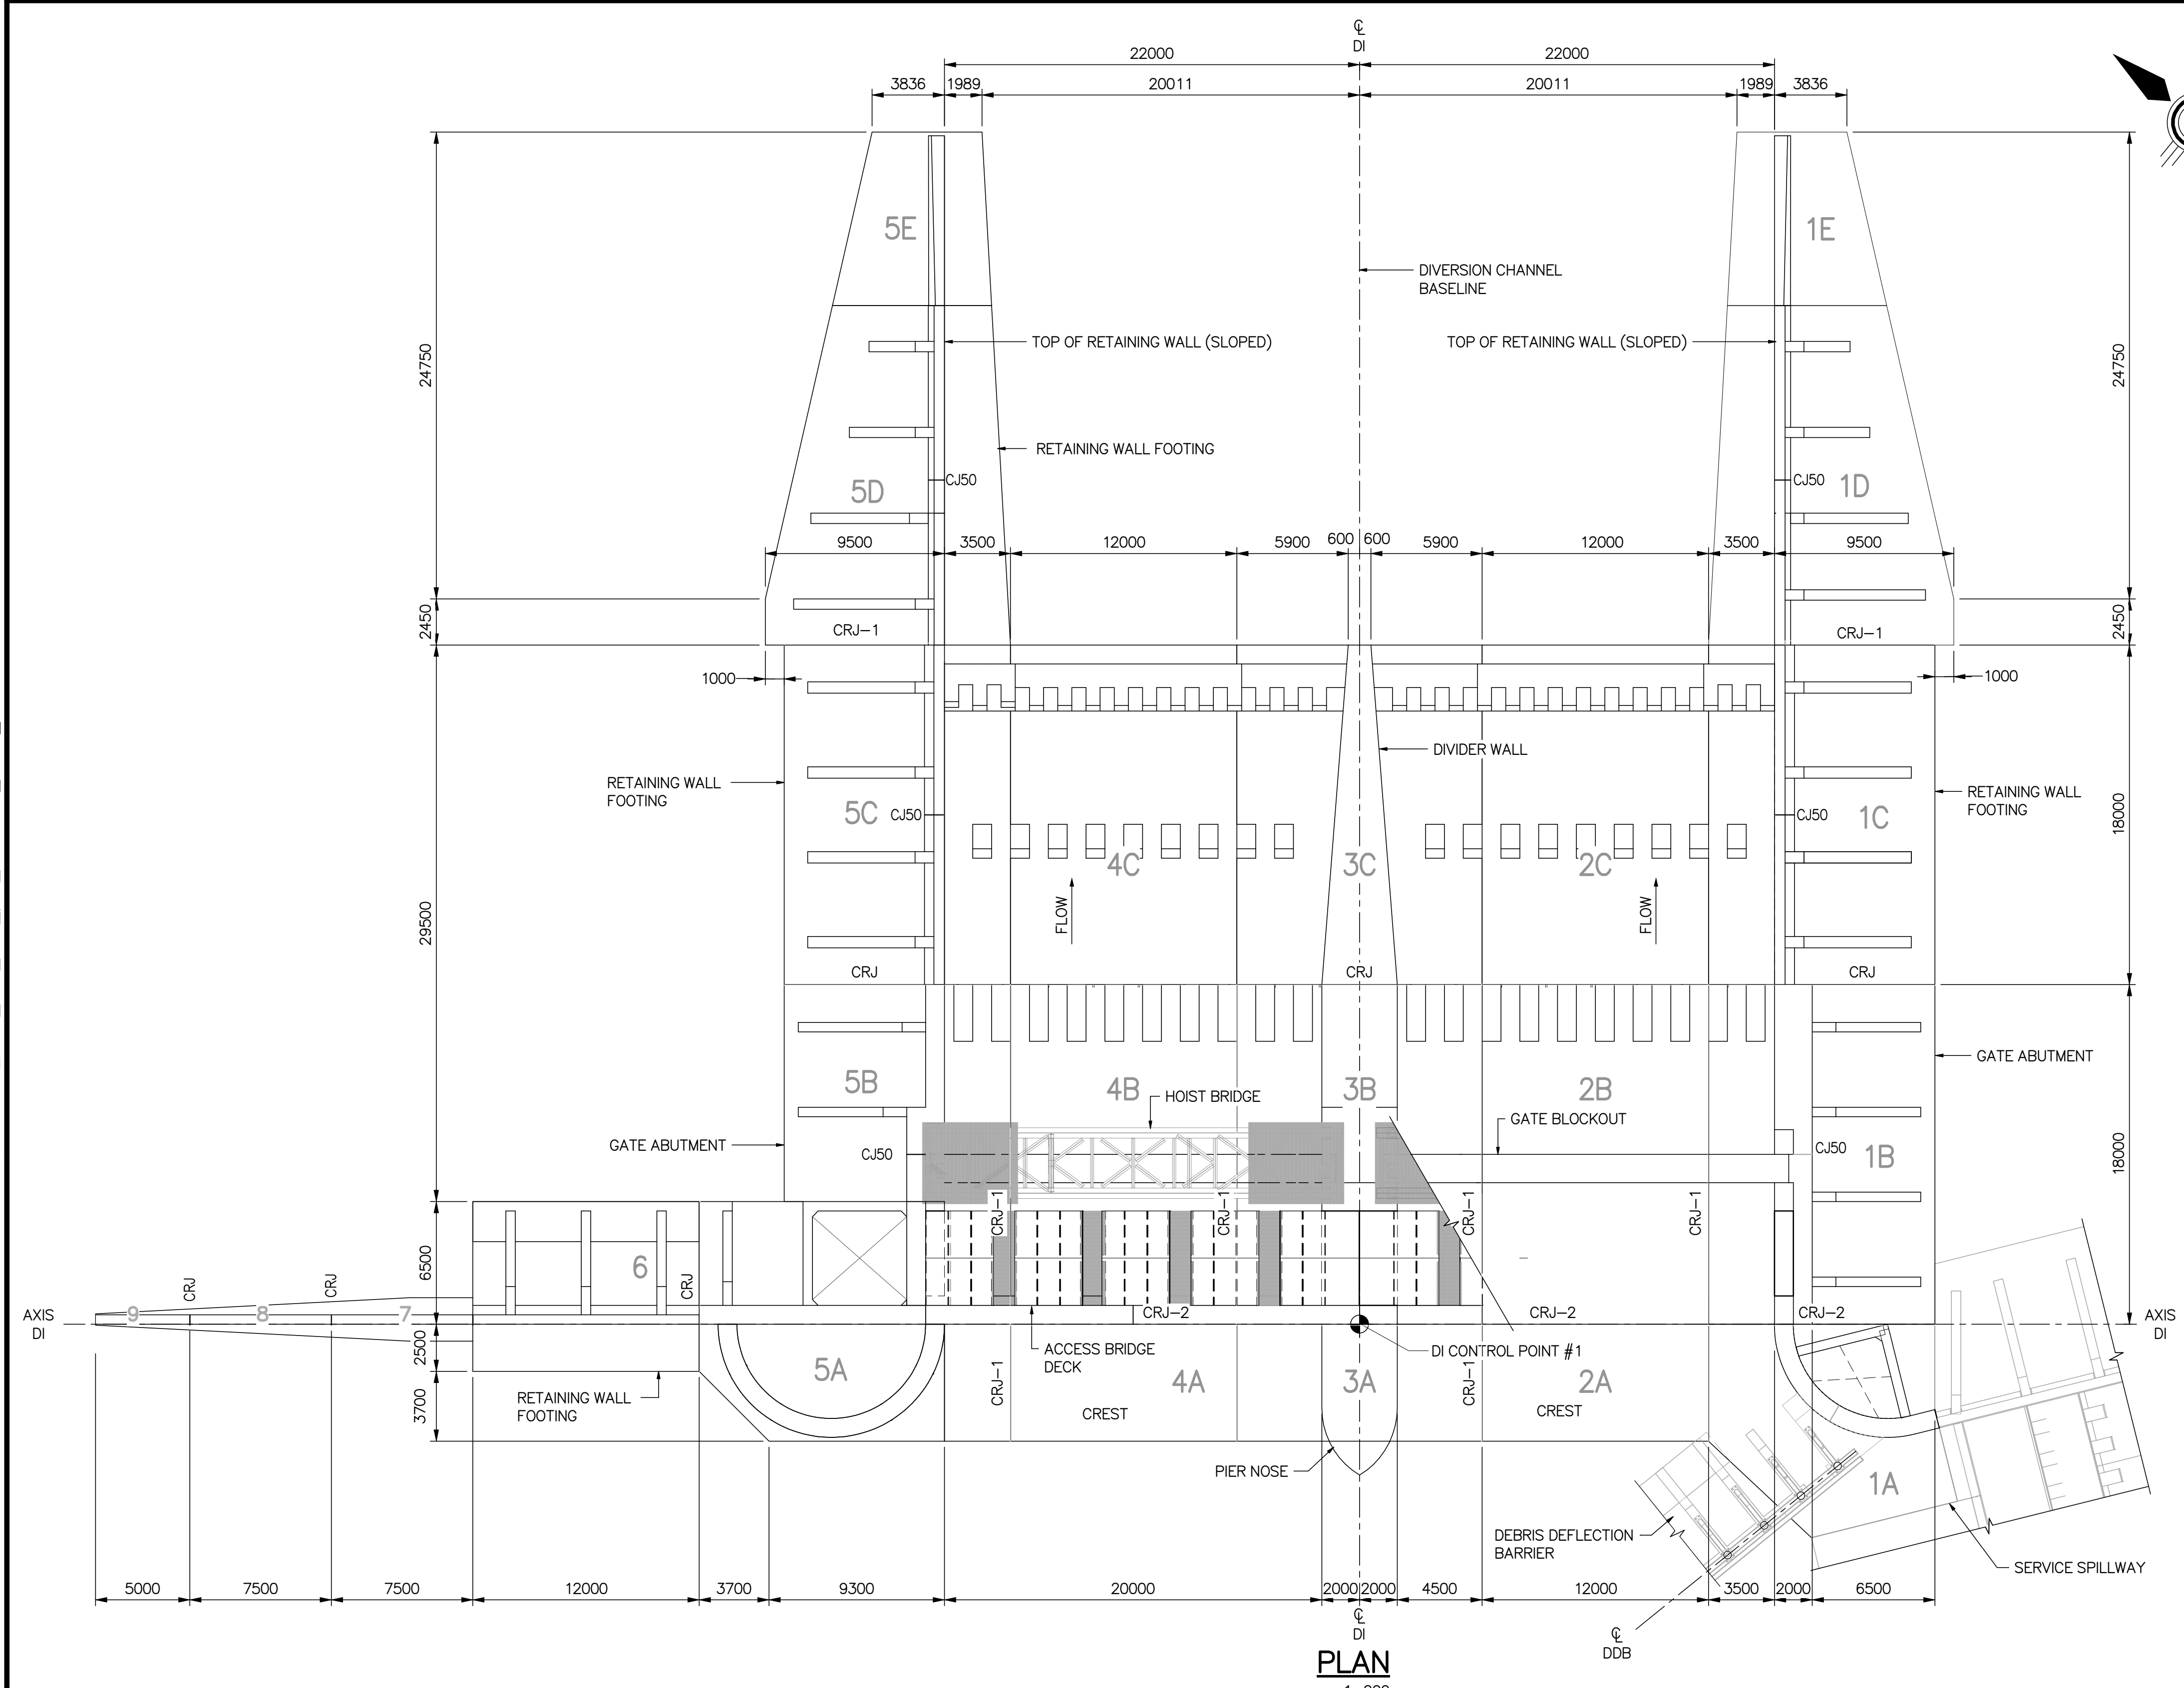 ℄
DI
22000
22000
3836
1989
20011
20011
1989
3836
5E
1E
DIVERSION CHANNEL
BASELINE
TOP OF RETAINING WALL (SLOPED)
TOP OF RETAINING WALL (SLOPED)
24750
24750
RETAINING WALL FOOTING
5D
CJ50
CJ50
1D
9500
3500
12000
5900
600
600
5900
12000
3500
9500
2450
2450
CRJ-1
CRJ-1
1000
1000
DIVIDER WALL
RETAINING WALL
FOOTING
RETAINING WALL
FOOTING
5C
CJ50
CJ50
1C
18000
4C
3C
2C
29500
FLOW
FLOW
CRJ
CRJ
CRJ
GATE ABUTMENT
5B
4B
HOIST BRIDGE
3B
2B
GATE BLOCKOUT
GATE ABUTMENT
CJ50
CJ50
1B
18000
CRJ-1
CRJ-1
CRJ-1
CRJ-1
6500
6
CRJ
CRJ
CRJ
AXIS
DI
9
8
7
CRJ-2
CRJ-2
CRJ-2
AXIS
DI
2500
ACCESS BRIDGE
DECK
DI CONTROL POINT #1
5A
CRJ-1
4A
3A
CRJ-1
2A
3700
RETAINING WALL
FOOTING
CREST
CREST
PIER NOSE
1A
DEBRIS DEFLECTION
BARRIER
SERVICE SPILLWAY
5000
7500
7500
12000
3700
9300
20000
2000
2000
4500
12000
3500
2000
6500
℄
DI
℄
DDB
PLAN